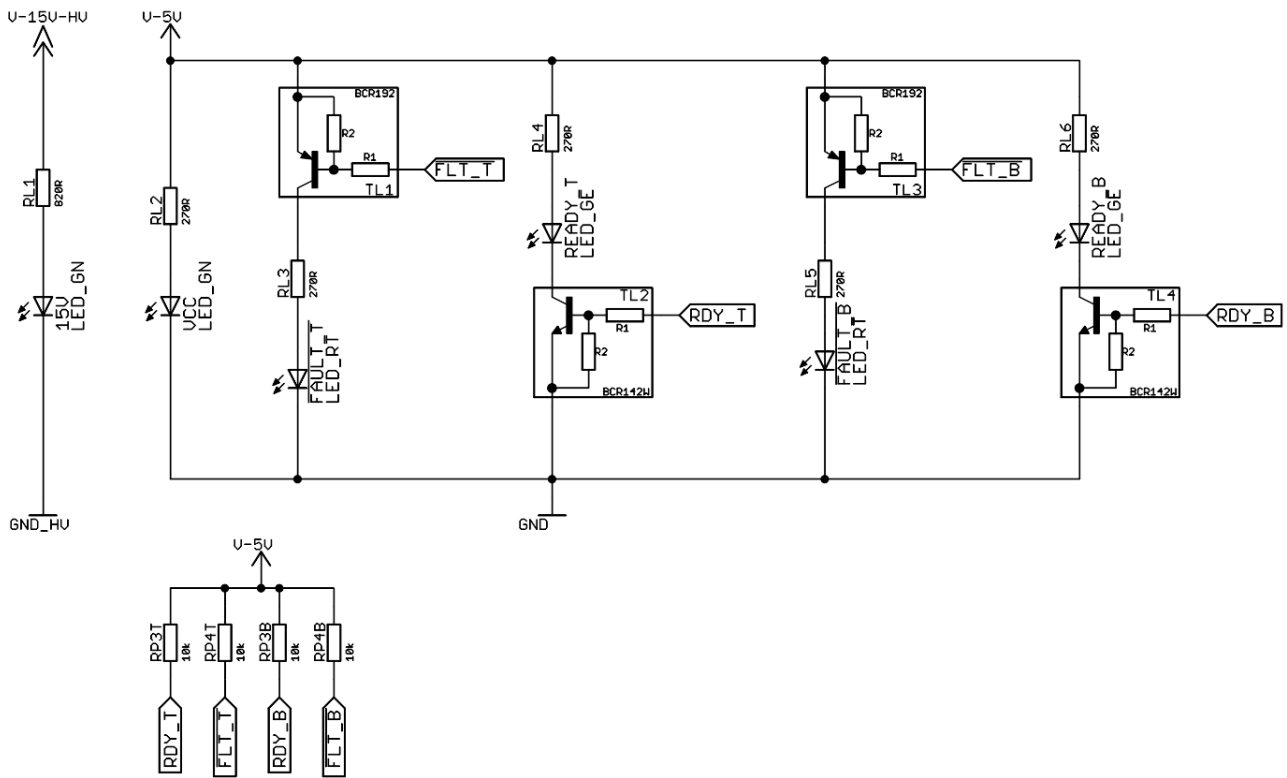 V-15V-HV
V-5V
BCR192
R2
R1
FLT_T
TL1
RL1
820R
RL2
270R
RL3
270R
15V
LED_GN
VCC
LED_GN
FAULT_T
LED_RT
RL4
270R
READY_T
LED_GE
TL2
R1
R2
BCR142W
RDY_T
BCR192
R2
R1
FLT_B
TL3
RL5
270R
FAULT_B
LED_RT
RL6
270R
READY_B
LED_GE
TL4
R1
R2
BCR142W
RDY_B
GND_HV
GND
V-5V
RP3T
10k
RP4T
10k
RP3B
10k
RP4B
10k
RDY_T
FLT_T
RDY_B
FLT_B